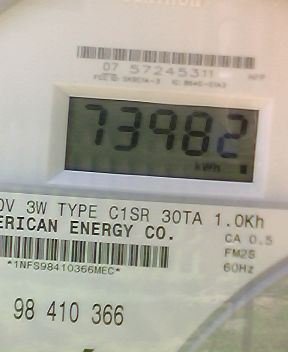 07 57245311
73982
kWh
0V 3W TYPE C1SR 30TA 1.0Kh
ERICAN ENERGY CO.
CA 0.5
FM2S
*1NFS98410366MEC*
60Hz
98 410 366